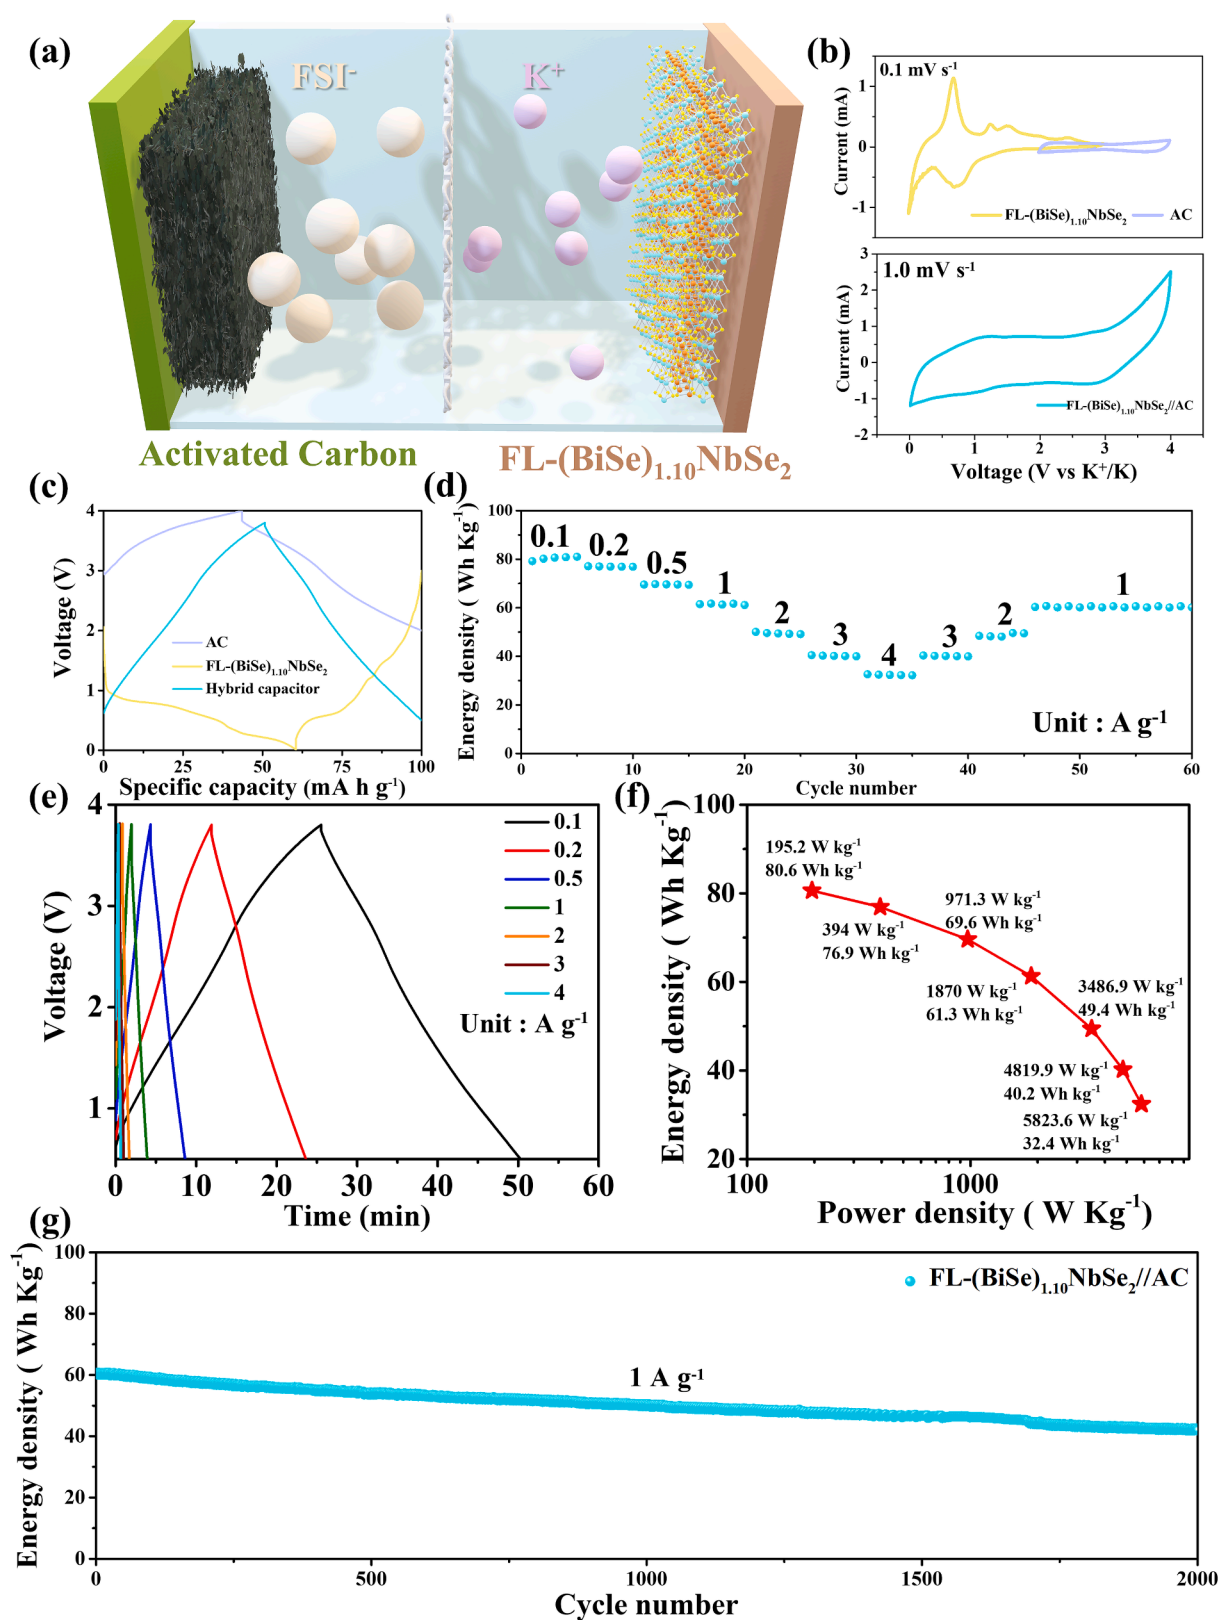 (a)
FSI⁻
K⁺
Activated Carbon
FL-(BiSe)₁.₁₀NbSe₂
(b)
0.1 mV s⁻¹
Current (mA)
1
0
-1
FL-(BiSe)₁.₁₀NbSe₂
AC
1.0 mV s⁻¹
Current (mA)
3
2
1
0
-1
-2
FL-(BiSe)₁.₁₀NbSe₂//AC
0 1 2 3 4
Voltage (V vs K⁺/K)
(c)
Voltage (V)
4
3
2
1
0
AC
FL-(BiSe)₁.₁₀NbSe₂
Hybrid capacitor
0 25 50 75 100
Specific capacity (mA h g⁻¹)
(d)
Energy density ( Wh Kg⁻¹)
100
80
60
40
20
0
0.1
0.2
0.5
1
2
3
4
3
2
1
Unit : A g⁻¹
0 10 20 30 40 50 60
Cycle number
(e)
Voltage (V)
4
3
2
1
0.1
0.2
0.5
1
2
3
4
Unit : A g⁻¹
0 10 20 30 40 50 60
Time (min)
(f)
Energy density ( Wh Kg⁻¹)
100
80
60
40
20
195.2 W kg⁻¹
80.6 Wh kg⁻¹
394 W kg⁻¹
76.9 Wh kg⁻¹
971.3 W kg⁻¹
69.6 Wh kg⁻¹
1870 W kg⁻¹
61.3 Wh kg⁻¹
3486.9 W kg⁻¹
49.4 Wh kg⁻¹
4819.9 W kg⁻¹
40.2 Wh kg⁻¹
5823.6 W kg⁻¹
32.4 Wh kg⁻¹
100 1000
Power density ( W Kg⁻¹)
(g)
Energy density ( Wh Kg⁻¹)
100
80
60
40
20
0
FL-(BiSe)₁.₁₀NbSe₂//AC
1 A g⁻¹
0 500 1000 1500 2000
Cycle number